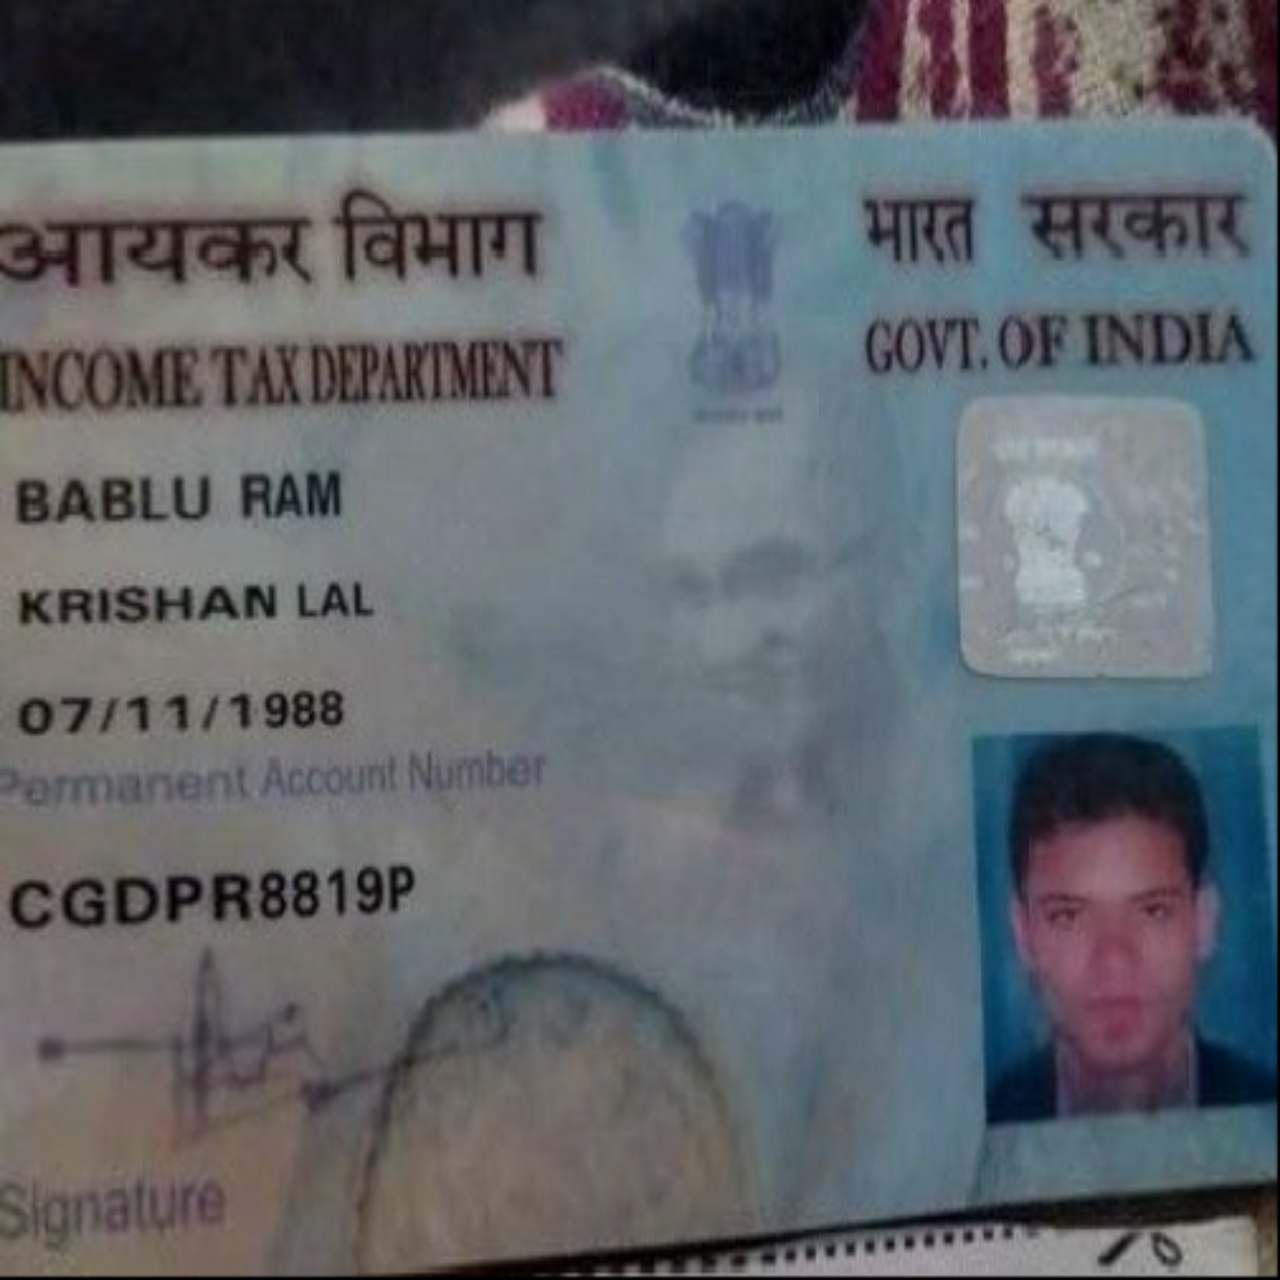 आयकर विभाग
भारत सरकार
INCOME TAX DEPARTMENT
GOVT. OF INDIA
BABLU RAM
KRISHAN LAL
07/11/1988
Permanent Account Number
CGDPR8819P
Signature